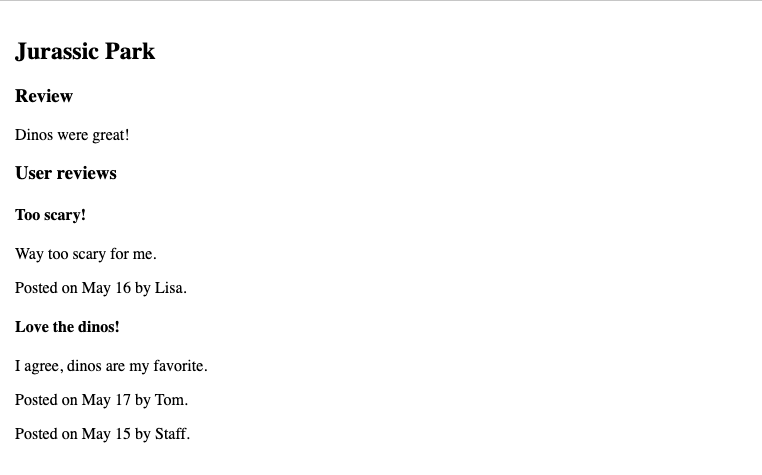 Jurassic Park
Review
Dinos were great!
User reviews
Too scary!
Way too scary for me.
Posted on May 16 by Lisa.
Love the dinos!
I agree, dinos are my favorite.
Posted on May 17 by Tom.
Posted on May 15 by Staff.